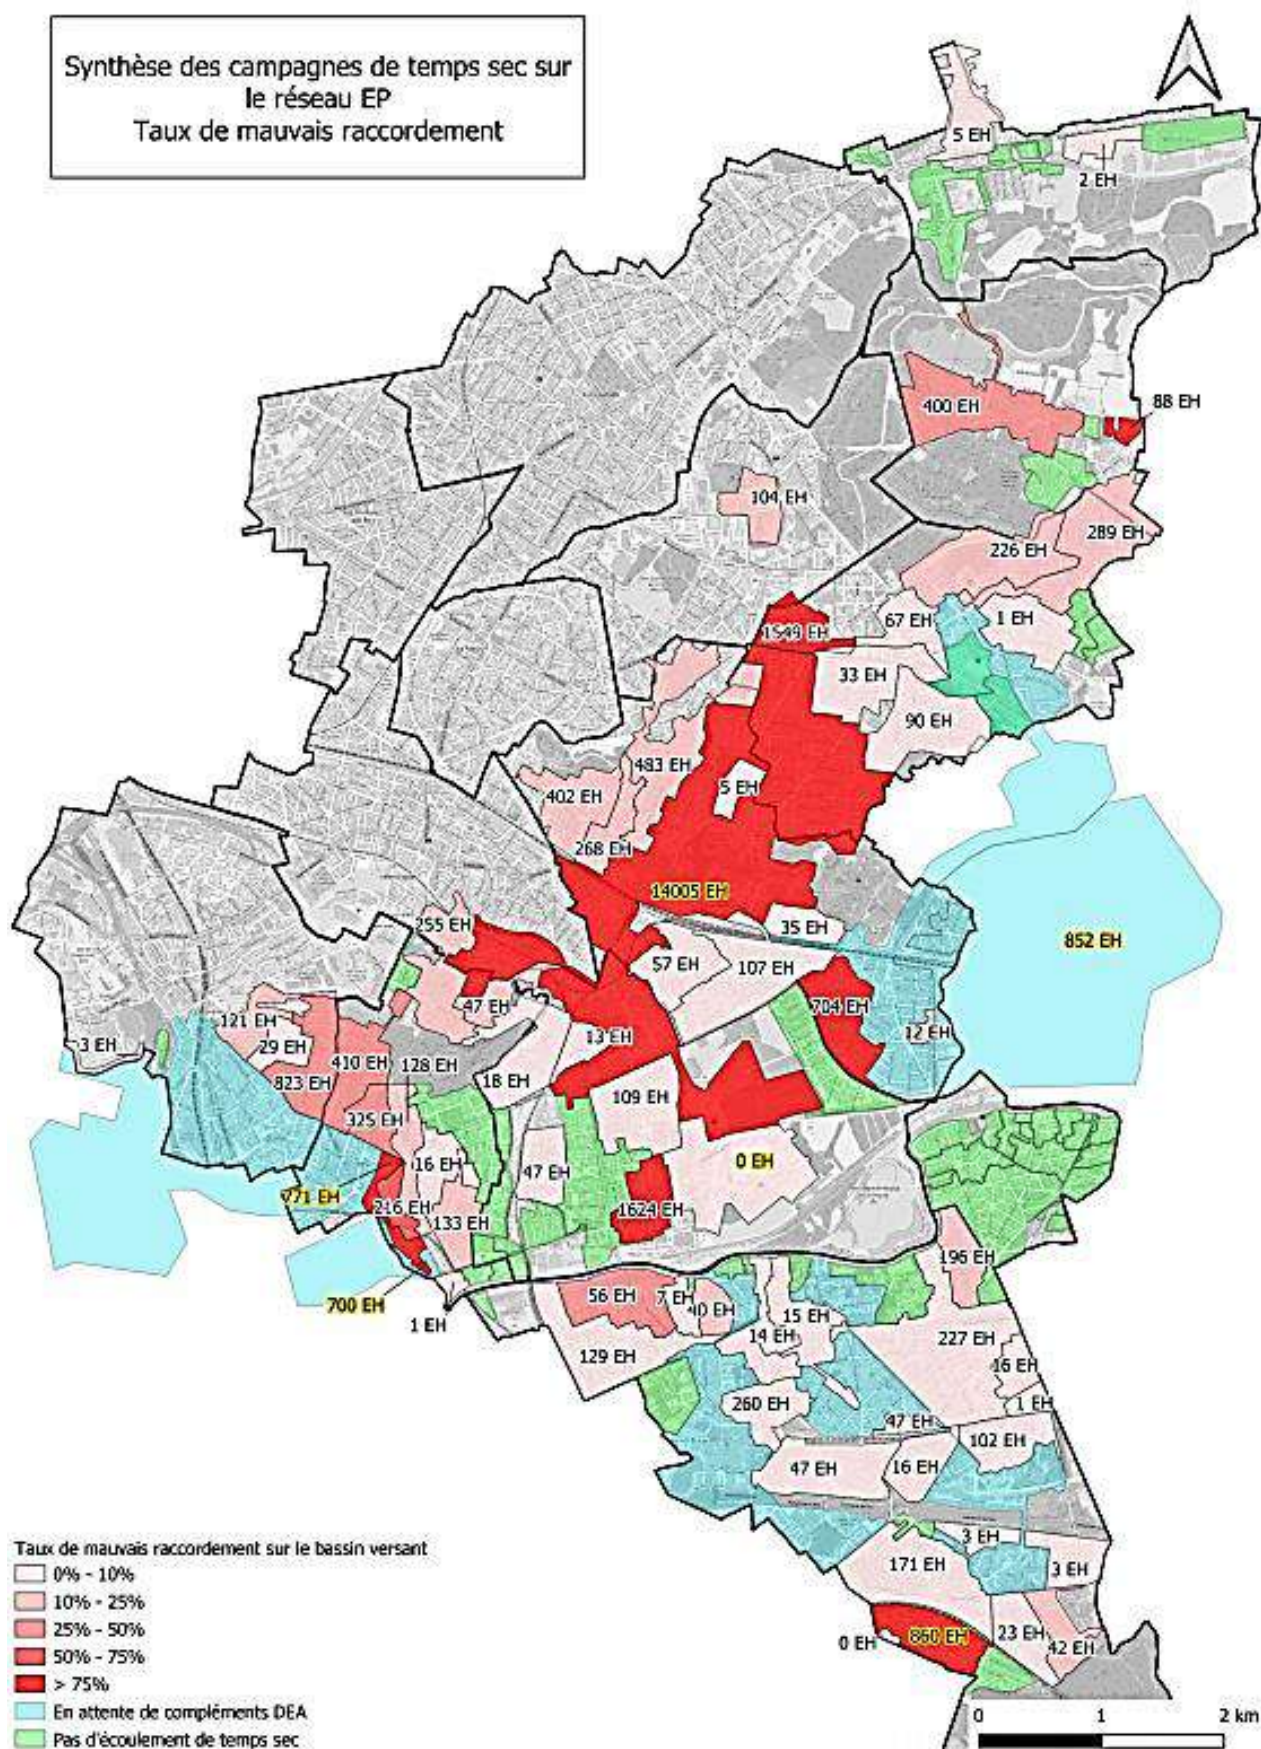 Synthèse des campagnes de temps sec sur
le réseau EP
Taux de mauvais raccordement
5 EH
2 EH
400 EH
88 EH
104 EH
289 EH
226 EH
67 EH
1 EH
1549 EH
33 EH
90 EH
483 EH
5 EH
402 EH
268 EH
14005 EH
255 EH
35 EH
852 EH
57 EH
107 EH
47 EH
704 EH
121 EH
12 EH
3 EH
29 EH
410 EH
128 EH
13 EH
823 EH
18 EH
109 EH
325 EH
16 EH
47 EH
0 EH
771 EH
216 EH
133 EH
1624 EH
196 EH
700 EH
56 EH
7 EH
40 EH
15 EH
1 EH
14 EH
227 EH
129 EH
16 EH
260 EH
1 EH
47 EH
102 EH
47 EH
16 EH
3 EH
171 EH
3 EH
0 EH
860 EH
23 EH
42 EH
Taux de mauvais raccordement sur le bassin versant
0% - 10%
10% - 25%
25% - 50%
50% - 75%
> 75%
En attente de compléments DEA
Pas d'écoulement de temps sec
0 1 2 km